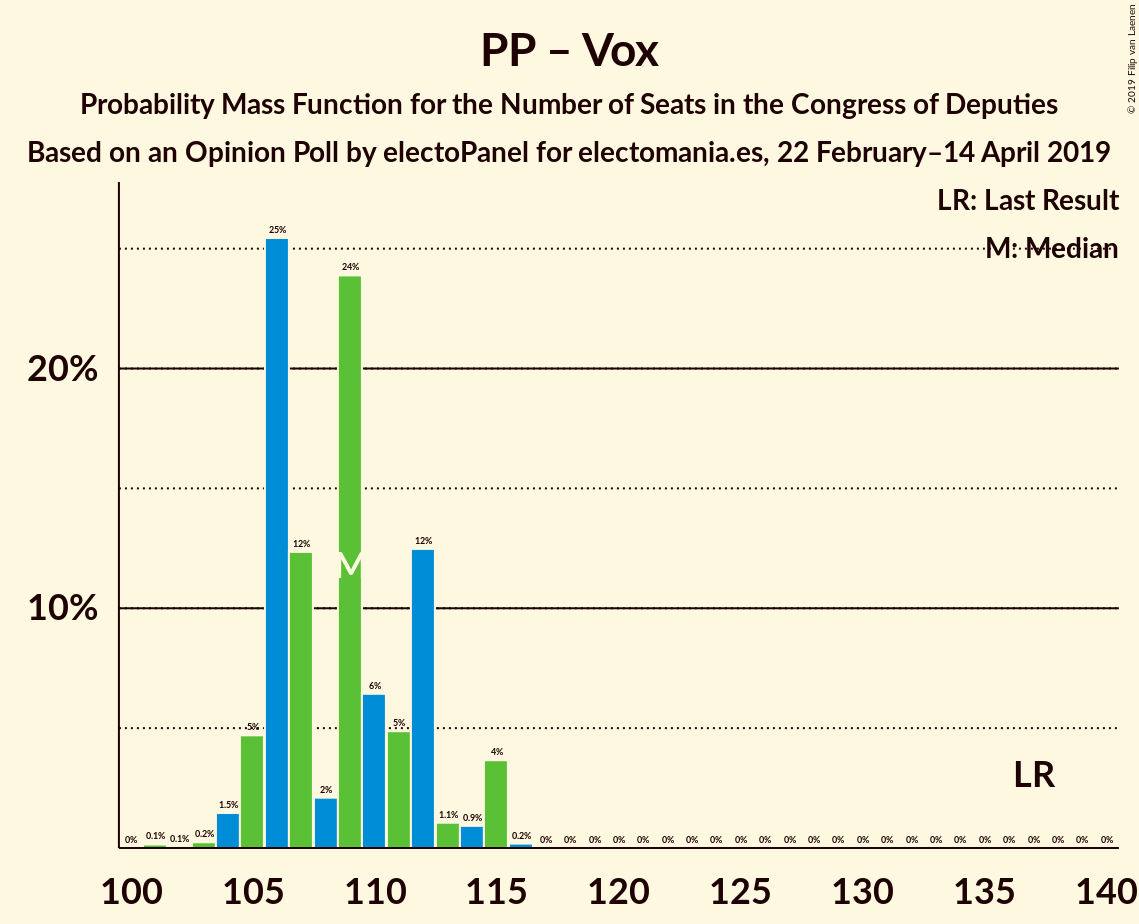 PP – Vox
Probability Mass Function for the Number of Seats in the Congress of Deputies
Based on an Opinion Poll by electoPanel for electomania.es, 22 February–14 April 2019
© 2019 Filip van Laenen
LR: Last Result
M: Median
20%
10%
0% 0.1% 0.1% 0.2% 1.5% 5% 25% 12% 2% 24% 6% 5% 12% 1.1% 0.9% 4% 0.2% 0% 0% 0% 0% 0% 0% 0% 0% 0% 0% 0% 0% 0% 0% 0% 0% 0% 0% 0% 0% 0% 0% 0% 0%
M
LR
100 105 110 115 120 125 130 135 140